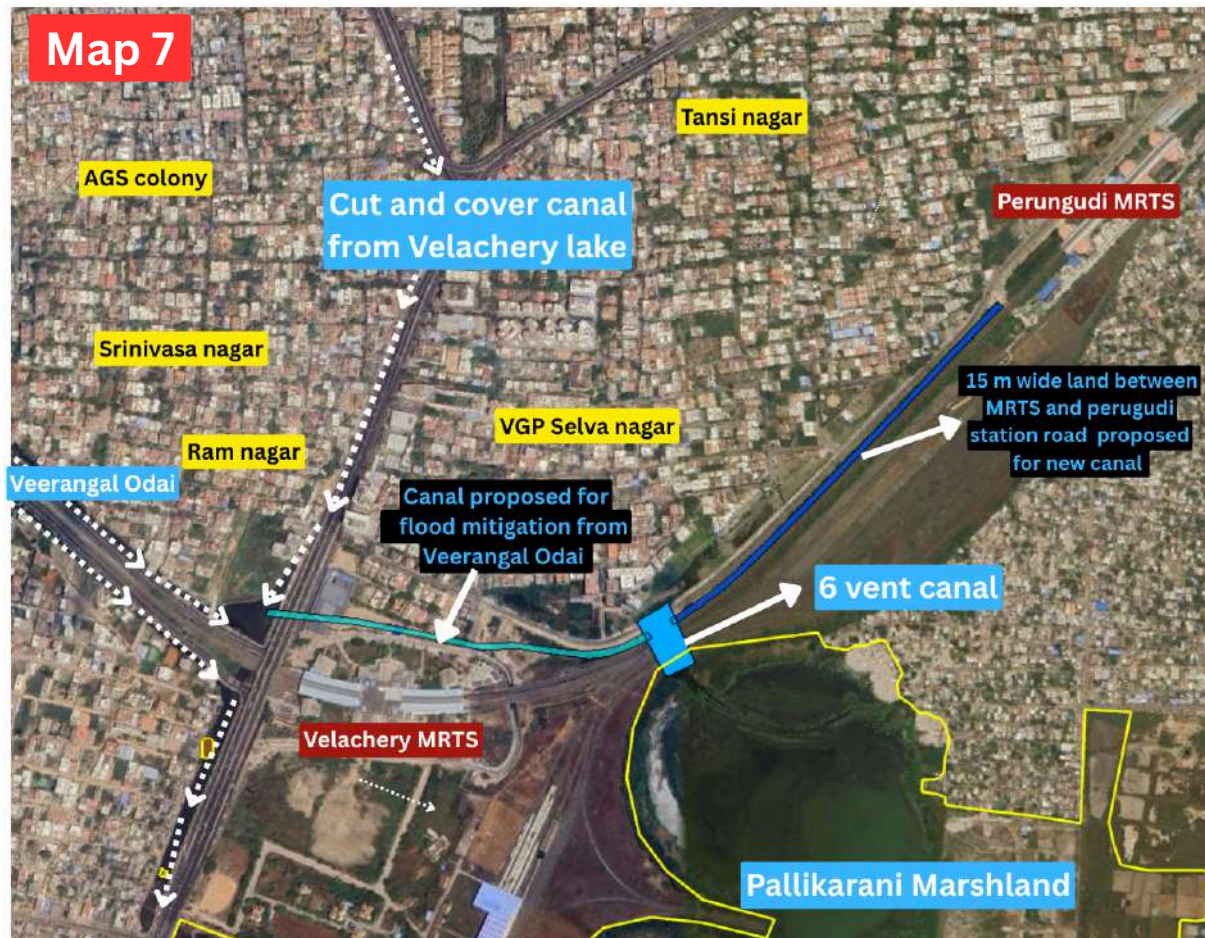 Map 7
Tansi nagar
AGS colony
Cut and cover canal
from Velachery lake
Perungudi MRTS
Srinivasa nagar
15 m wide land between
MRTS and perugudi
station road proposed
for new canal
VGP Selva nagar
Ram nagar
Veerangal Odai
Canal proposed for
flood mitigation from
Veerangal Odai
6 vent canal
Velachery MRTS
Pallikarani Marshland